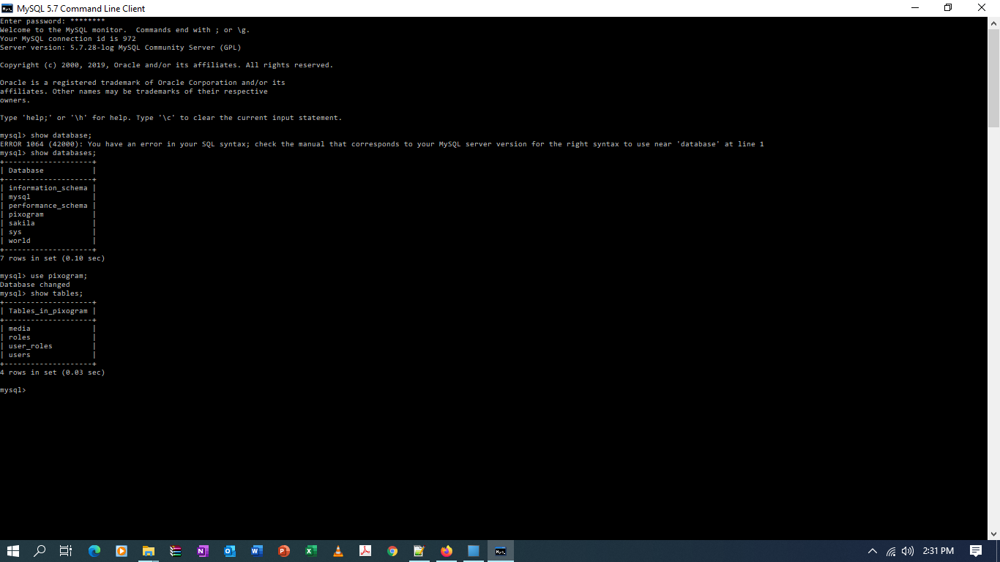 MySQL 5.7 Command Line Client
Enter password: ********
Welcome to the MySQL monitor.  Commands end with ; or \g.
Your MySQL connection id is 972
Server version: 5.7.28-log MySQL Community Server (GPL)
Copyright (c) 2000, 2019, Oracle and/or its affiliates. All rights reserved.
Oracle is a registered trademark of Oracle Corporation and/or its
affiliates. Other names may be trademarks of their respective
owners.
Type 'help;' or '\h' for help. Type '\c' to clear the current input statement.
mysql> show database;
ERROR 1064 (42000): You have an error in your SQL syntax; check the manual that corresponds to your MySQL server version for the right syntax to use near 'database' at line 1
mysql> show databases;
+--------------------+
| Database           |
+--------------------+
| information_schema |
| mysql              |
| performance_schema |
| pixogram           |
| sakila             |
| sys                |
| world              |
+--------------------+
7 rows in set (0.10 sec)
mysql> use pixogram;
Database changed
mysql> show tables;
+--------------------+
| Tables_in_pixogram |
+--------------------+
| media              |
| roles              |
| user_roles         |
| users              |
+--------------------+
4 rows in set (0.03 sec)
mysql>
2:31 PM